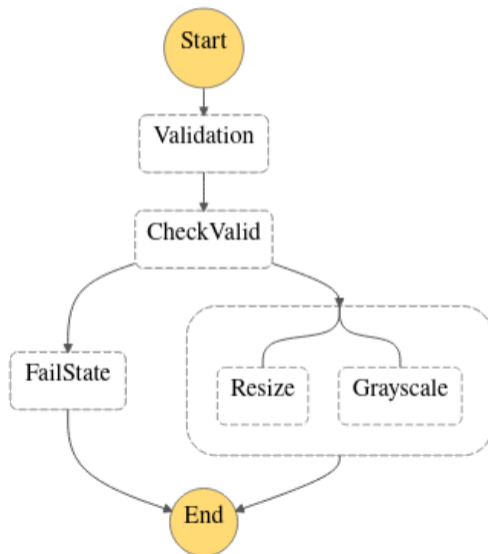 Start
Validation
CheckValid
FailState
Resize
Grayscale
End